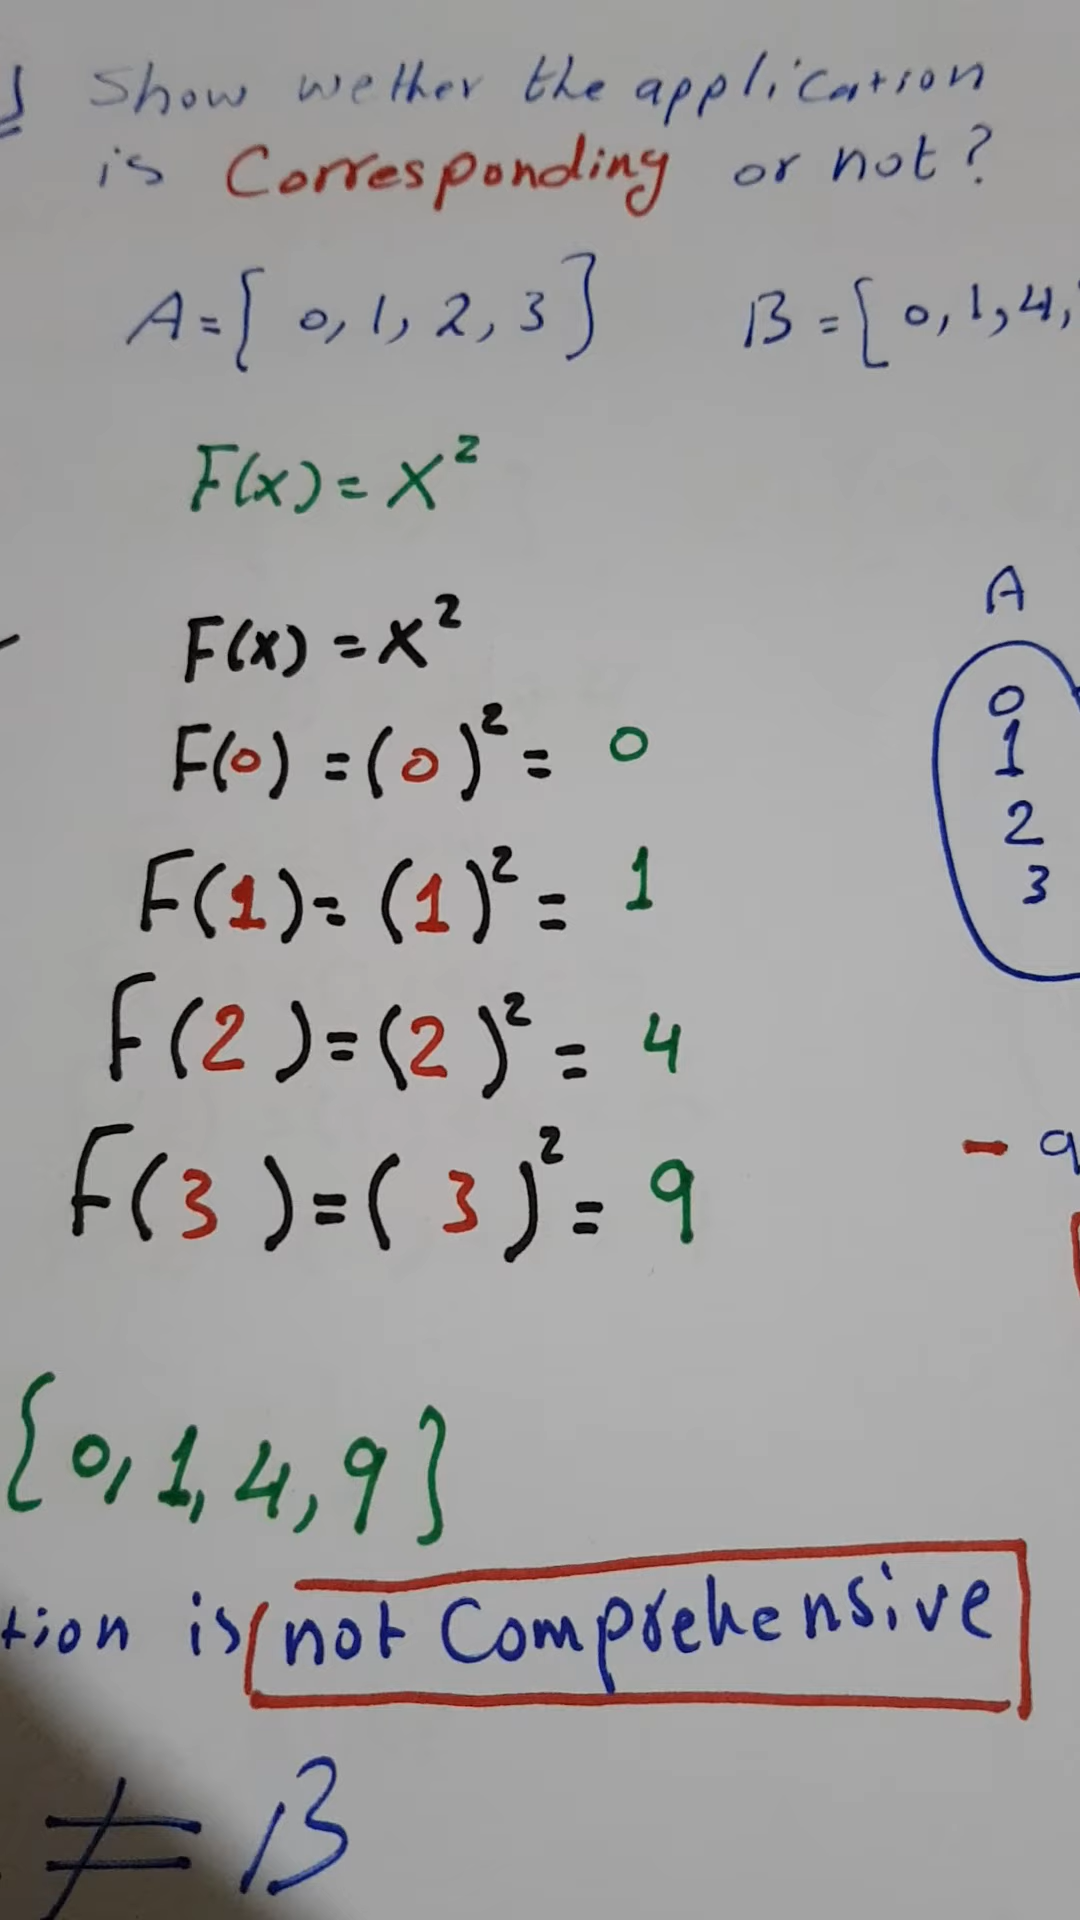 Show wether the application
is Corresponding or not?
A={ 0, 1, 2, 3 }
B={ 0, 1, 4,
F(x) = x²
F(x) = x²
F(0) = (0)² = 0
F(1) = (1)² = 1
F(2) = (2)² = 4
F(3) = (3)² = 9
A
0
1
2
3
{0, 1, 4, 9}
tion is not Comprehensive
≠ B